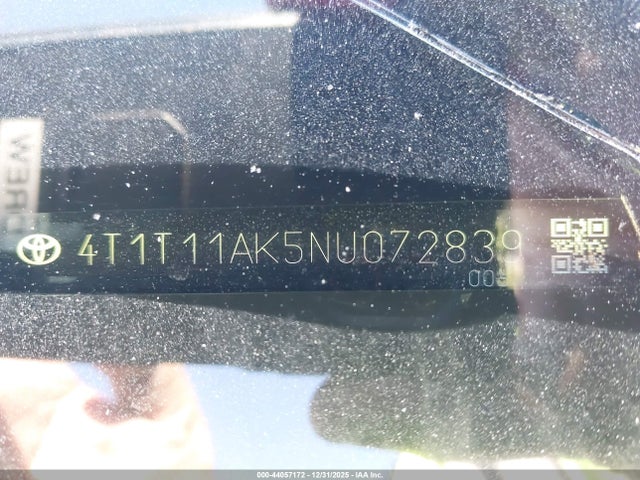 4T1T11AK5NU072839
000-44057172 - 12/31/2025 - IAA Inc.